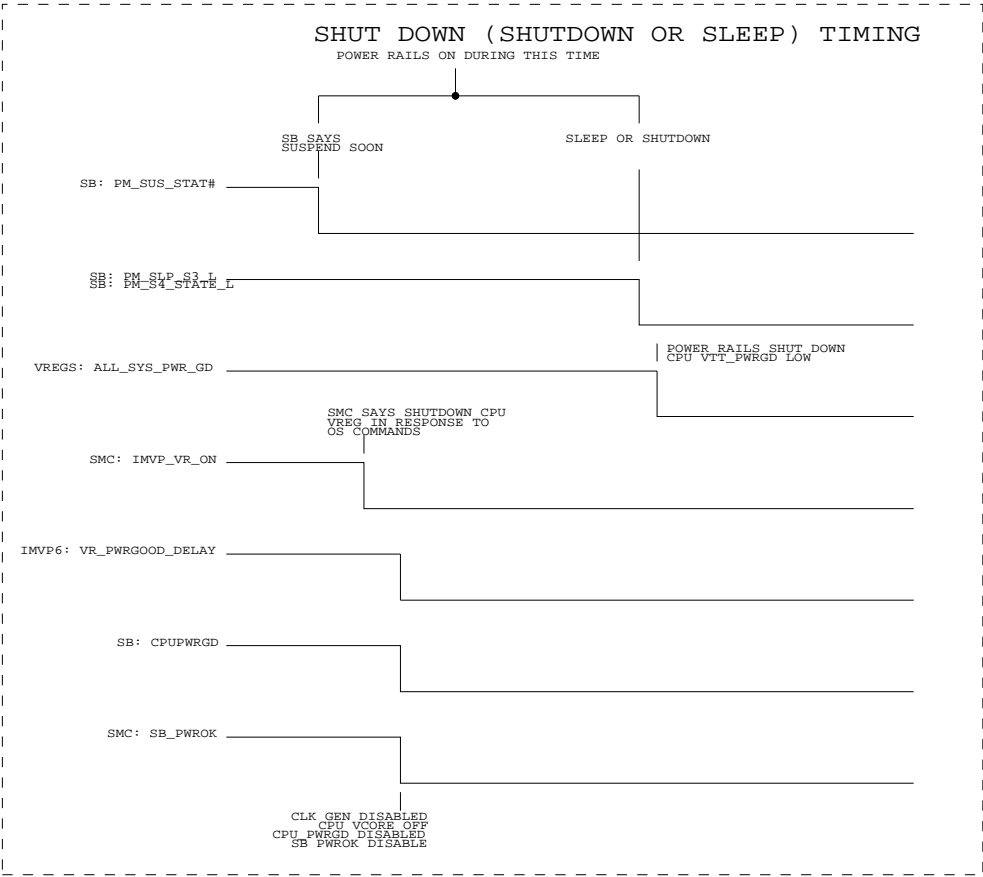 SHUT DOWN (SHUTDOWN OR SLEEP) TIMING
POWER RAILS ON DURING THIS TIME
SB SAYS
SUSPEND SOON
SLEEP OR SHUTDOWN
SB: PM_SUS_STAT#
SB: PM_SLP_S3_L
SB: PM_S4_STATE_L
POWER RAILS SHUT DOWN
CPU VTT_PWRGD LOW
VREGS: ALL_SYS_PWR_GD
SMC SAYS SHUTDOWN CPU
VREG IN RESPONSE TO
OS COMMANDS
SMC: IMVP_VR_ON
IMVP6: VR_PWRGOOD_DELAY
SB: CPUPWRGD
SMC: SB_PWROK
CLK GEN DISABLED
CPU VCORE OFF
CPU_PWRGD DISABLED
SB PWROK DISABLE